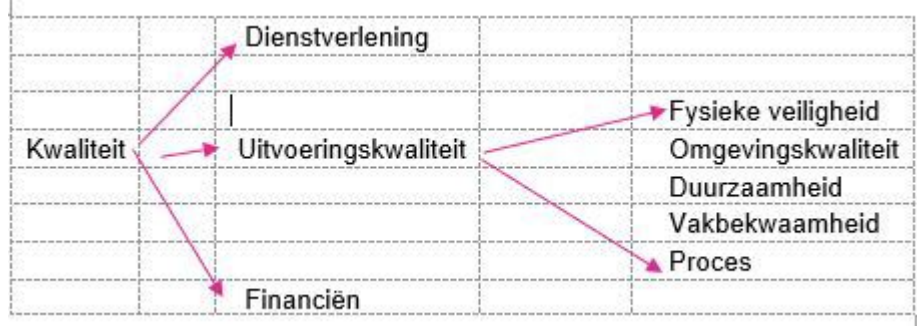 Dienstverlening
Fysieke veiligheid
Kwaliteit Uitvoeringskwaliteit Omgevingskwaliteit
Duurzaamheid
Vakbekwaamheid
Proces
Financiën